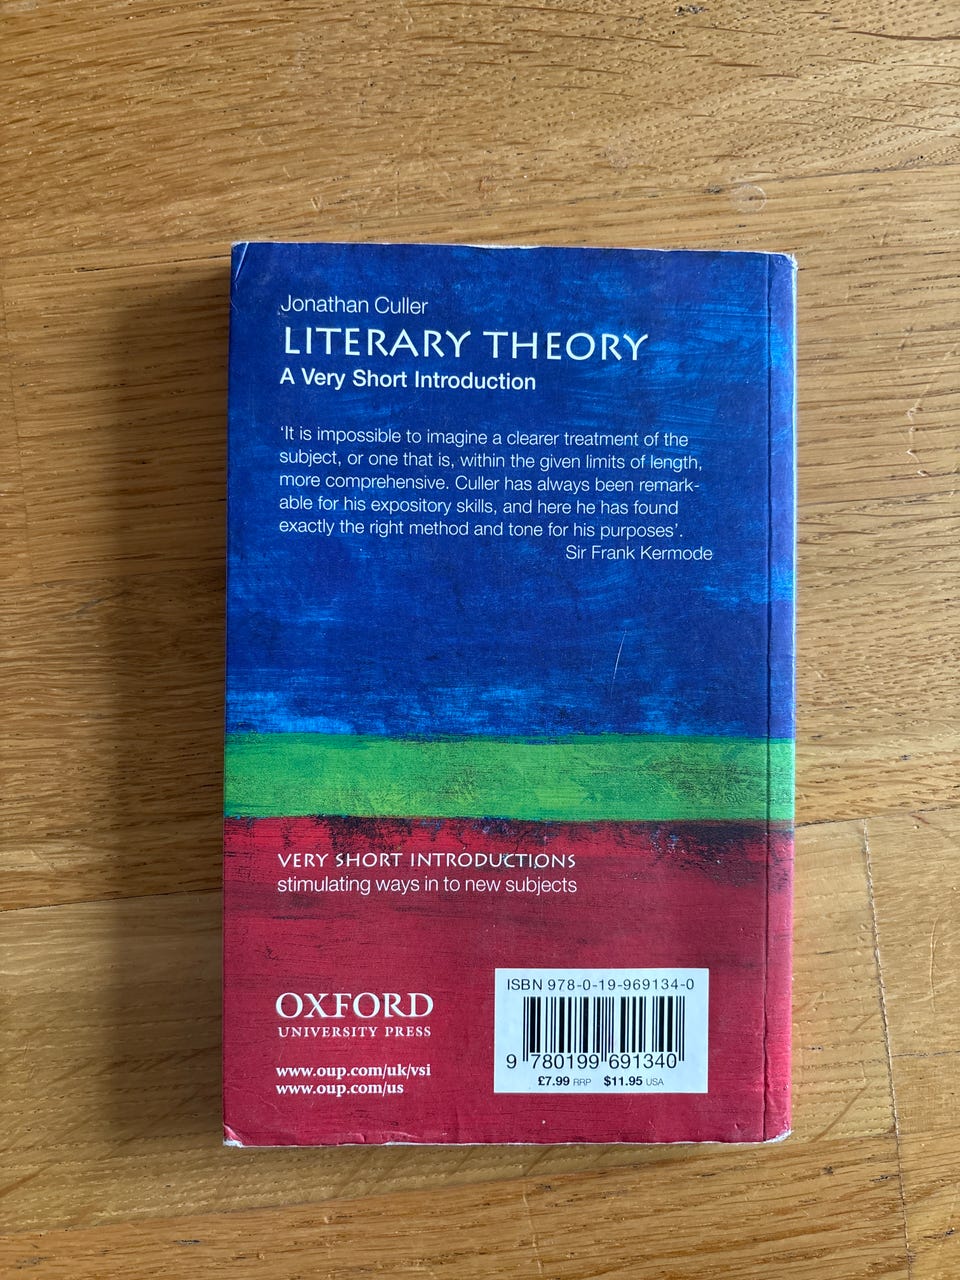 Jonathan Culler
LITERARY THEORY
A Very Short Introduction
‘It is impossible to imagine a clearer treatment of the
subject, or one that is, within the given limits of length,
more comprehensive. Culler has always been remark-
able for his expository skills, and here he has found
exactly the right method and tone for his purposes’.
Sir Frank Kermode
VERY SHORT INTRODUCTIONS
stimulating ways in to new subjects
OXFORD
UNIVERSITY PRESS
www.oup.com/uk/vsi
www.oup.com/us
ISBN 978-0-19-969134-0
9 780199 691340
£7.99 RRP $11.95 USA